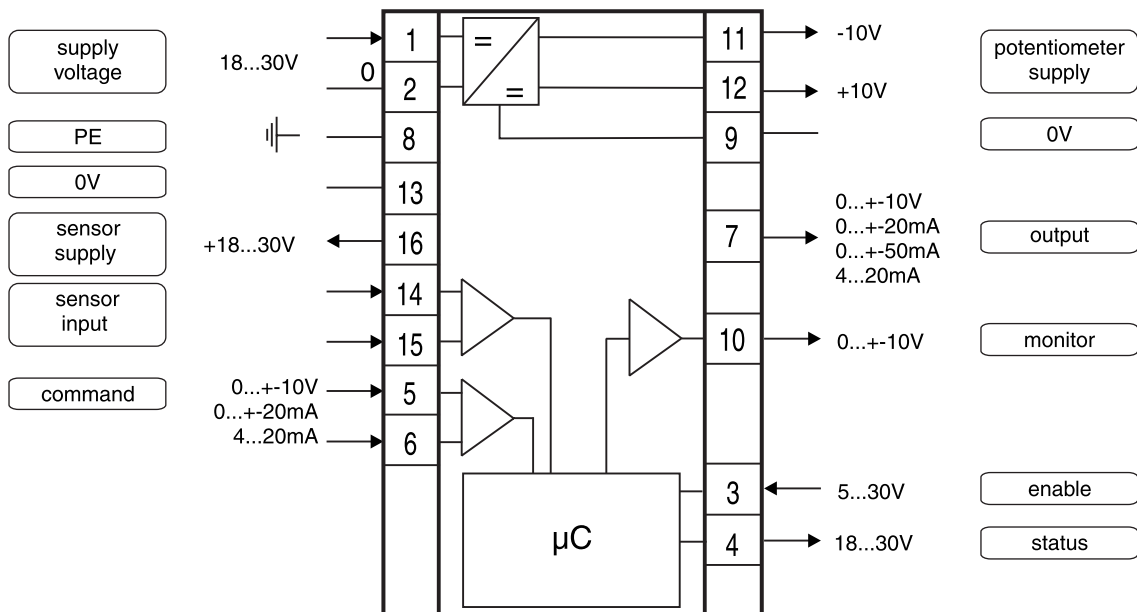 supply
voltage
18...30V
0
PE
0V
sensor
supply
+18...30V
sensor
input
command
0...+-10V
0...+-20mA
4...20mA
1
2
8
13
16
14
15
5
6
=
=
µC
11
12
9
7
10
3
4
-10V
+10V
0...+-10V
0...+-20mA
0...+-50mA
4...20mA
0...+-10V
5...30V
18...30V
potentiometer
supply
0V
output
monitor
enable
status